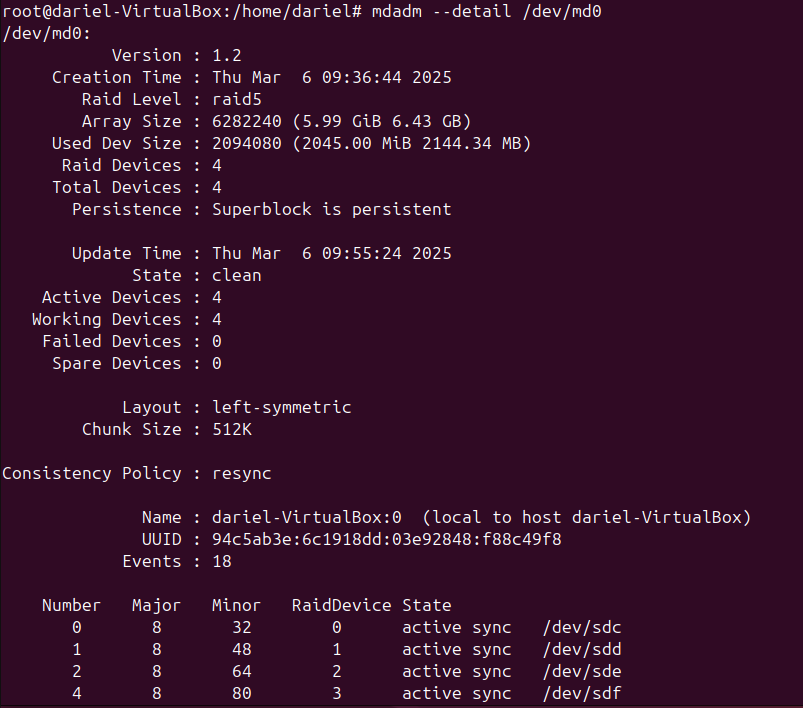 root@dariel-VirtualBox:/home/dariel# mdadm --detail /dev/md0
/dev/md0:
Version : 1.2
Creation Time : Thu Mar  6 09:36:44 2025
Raid Level : raid5
Array Size : 6282240 (5.99 GiB 6.43 GB)
Used Dev Size : 2094080 (2045.00 MiB 2144.34 MB)
Raid Devices : 4
Total Devices : 4
Persistence : Superblock is persistent
Update Time : Thu Mar  6 09:55:24 2025
State : clean
Active Devices : 4
Working Devices : 4
Failed Devices : 0
Spare Devices : 0
Layout : left-symmetric
Chunk Size : 512K
Consistency Policy : resync
Name : dariel-VirtualBox:0  (local to host dariel-VirtualBox)
UUID : 94c5ab3e:6c1918dd:03e92848:f88c49f8
Events : 18
Number   Major   Minor   RaidDevice State
0       8       32        0      active sync   /dev/sdc
1       8       48        1      active sync   /dev/sdd
2       8       64        2      active sync   /dev/sde
4       8       80        3      active sync   /dev/sdf